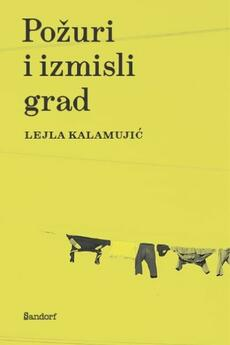 Požuri
i izmisli
grad
LEJLA KALAMUJIĆ
Sandorf